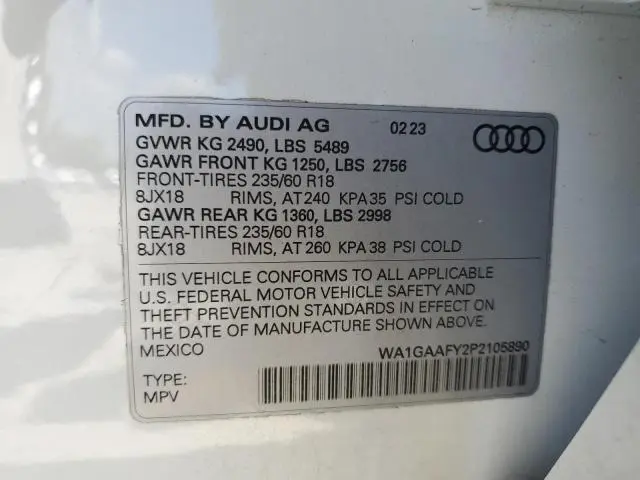 MFD. BY AUDI AG 02 23
GVWR KG 2490, LBS 5489
GAWR FRONT KG 1250, LBS 2756
FRONT-TIRES 235/60 R18
8JX18 RIMS, AT 240 KPA 35 PSI COLD
GAWR REAR KG 1360, LBS 2998
REAR-TIRES 235/60 R18
8JX18 RIMS, AT 260 KPA 38 PSI COLD
THIS VEHICLE CONFORMS TO ALL APPLICABLE
U.S. FEDERAL MOTOR VEHICLE SAFETY AND
THEFT PREVENTION STANDARDS IN EFFECT ON
THE DATE OF MANUFACTURE SHOWN ABOVE.
MEXICO WA1GAAFY2P2105890
TYPE:
MPV